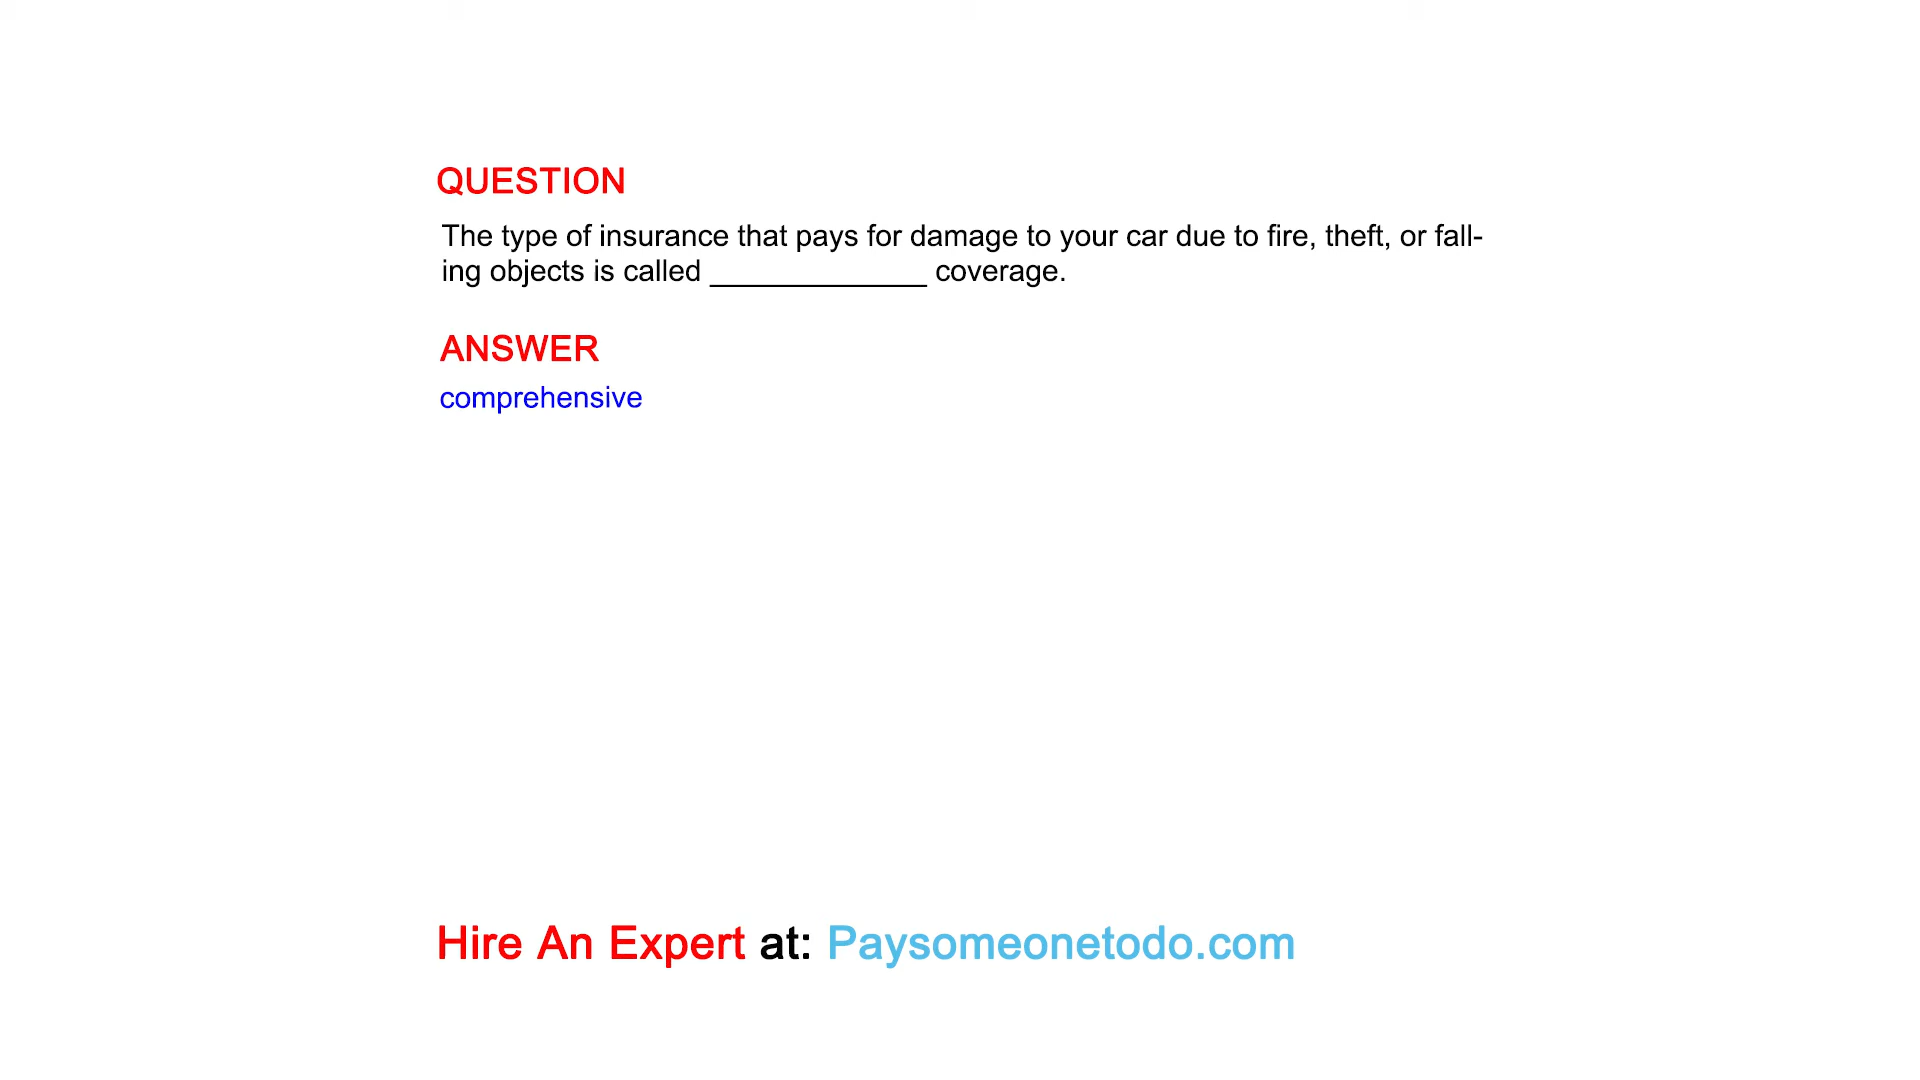 QUESTION
The type of insurance that pays for damage to your car due to fire, theft, or fall-
ing objects is called _____________ coverage.
ANSWER
comprehensive
Hire An Expert at: Paysomeonetodo.com